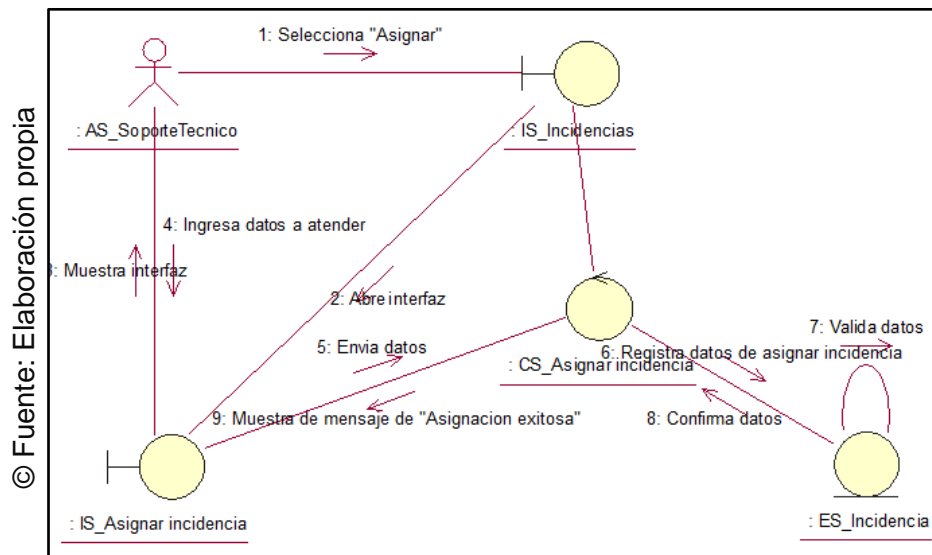 1: Selecciona "Asignar"
: AS_SoporteTecnico
: IS_Incidencias
4: Ingresa datos a atender
3: Muestra interfaz
2: Abre interfaz
7: Valida datos
5: Envia datos
6: Registra datos de asignar incidencia
: CS_Asignar incidencia
9: Muestra de mensaje de "Asignacion exitosa"
8: Confirma datos
: IS_Asignar incidencia
: ES_Incidencia
© Fuente: Elaboración propia